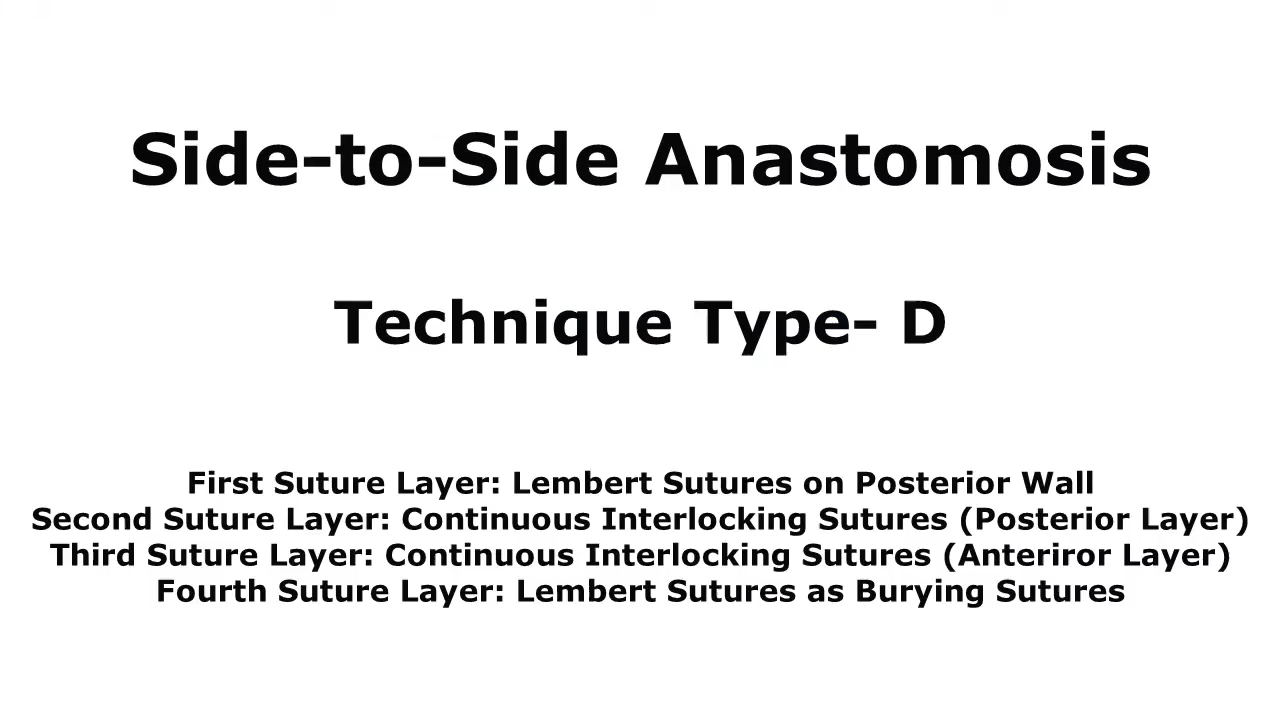 Side-to-Side Anastomosis
Technique Type- D
First Suture Layer: Lembert Sutures on Posterior Wall
Second Suture Layer: Continuous Interlocking Sutures (Posterior Layer)
Third Suture Layer: Continuous Interlocking Sutures (Anteriror Layer)
Fourth Suture Layer: Lembert Sutures as Burying Sutures